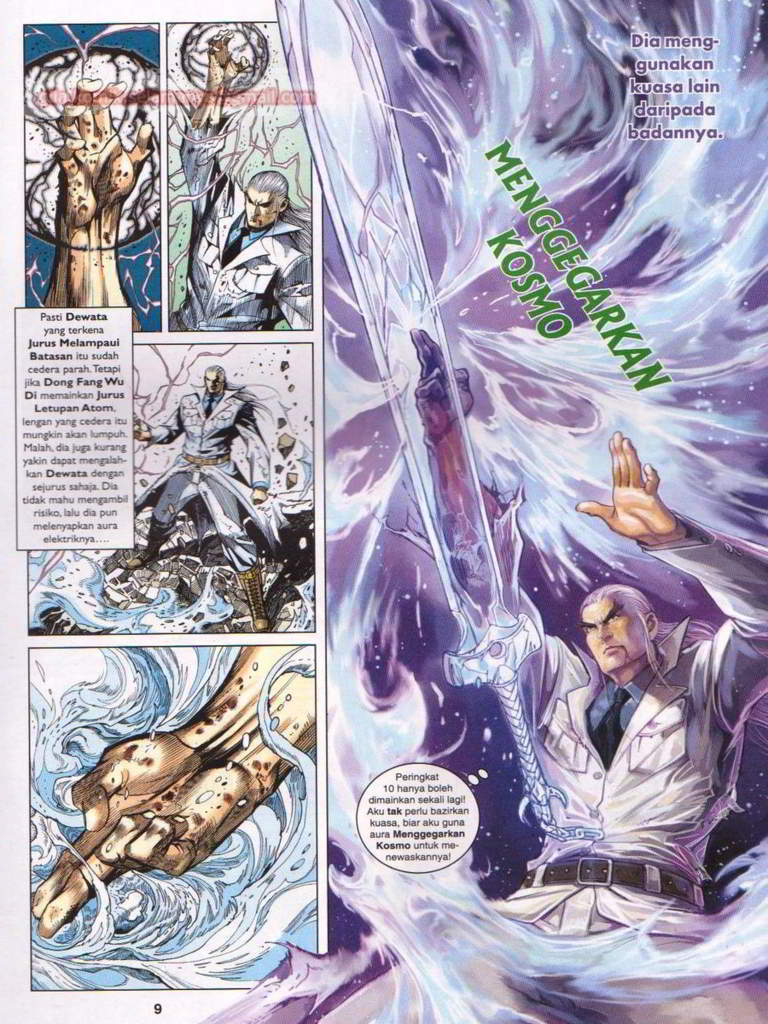 Pasti Dewata
yang terkena
Jurus Melampaui
Batasan itu sudah
cedera parah. Tetapi
jika Dong Fang Wu
Di memainkan Jurus
Letupan Atom,
lengan yang cedera itu
mungkin akan lumpuh.
Malah, dia juga kurang
yakin dapat mengalah-
kan Dewata dengan
sejurus sahaja. Dia
tidak mahu mengambil
risiko, lalu dia pun
melenyapkan aura
elektriknya....
Dia meng-
gunakan
kuasa lain
daripada
badannya.
MENGGEGARKAN
KOSMO
Peringkat
10 hanya boleh
dimainkan sekali lagi!
Aku tak perlu bazirkan
kuasa, biar aku guna
aura Menggegarkan
Kosmo untuk me-
newaskannya!
9